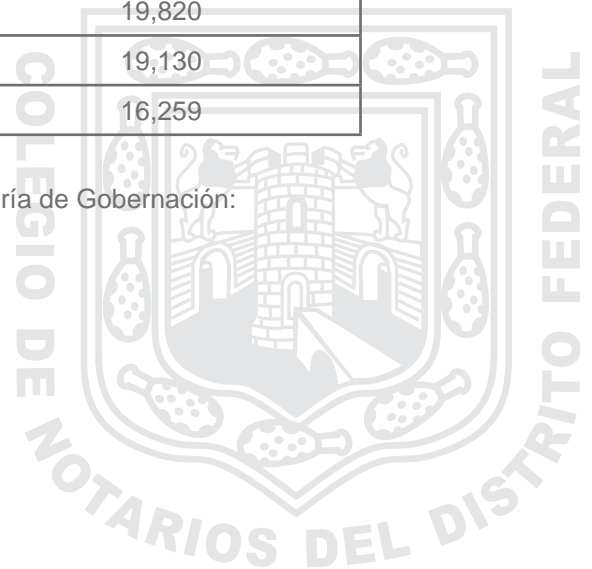 19,820
19,130
16,259
ría de Gobernación:
COLEGIO DE NOTARIOS DEL DISTRITO FEDERAL